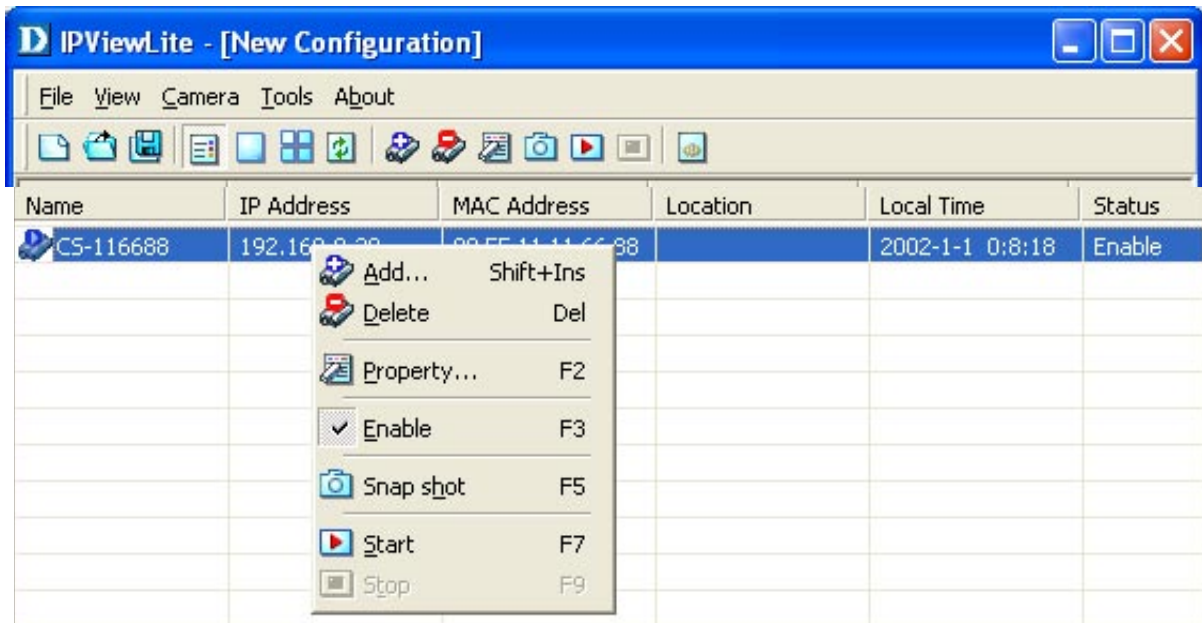 IPViewLite - [New Configuration]
File View Camera Tools About
Name IP Address MAC Address Location Local Time Status
CS-116688 2002-1-1 0:8:18 Enable
Add... Shift+Ins
Delete Del
Property... F2
Enable F3
Snap shot F5
Start F7
Stop F9